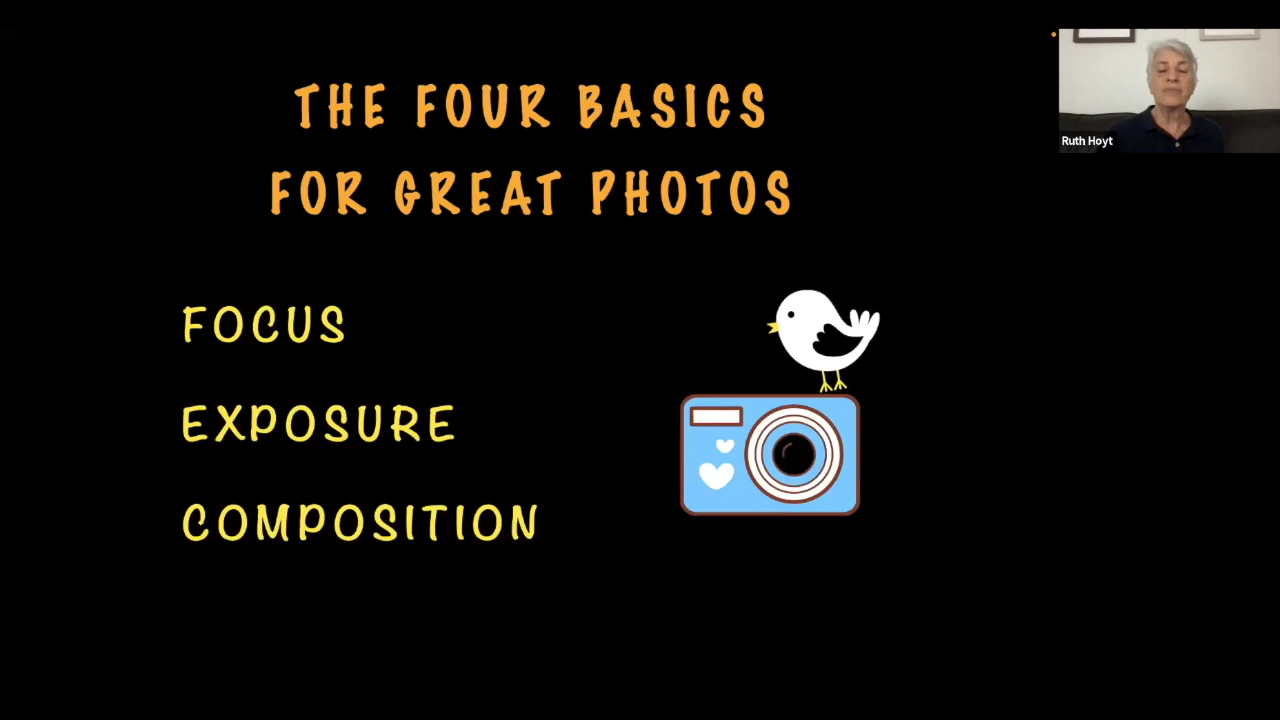 THE FOUR BASICS
FOR GREAT PHOTOS
FOCUS
EXPOSURE
COMPOSITION
Ruth Hoyt